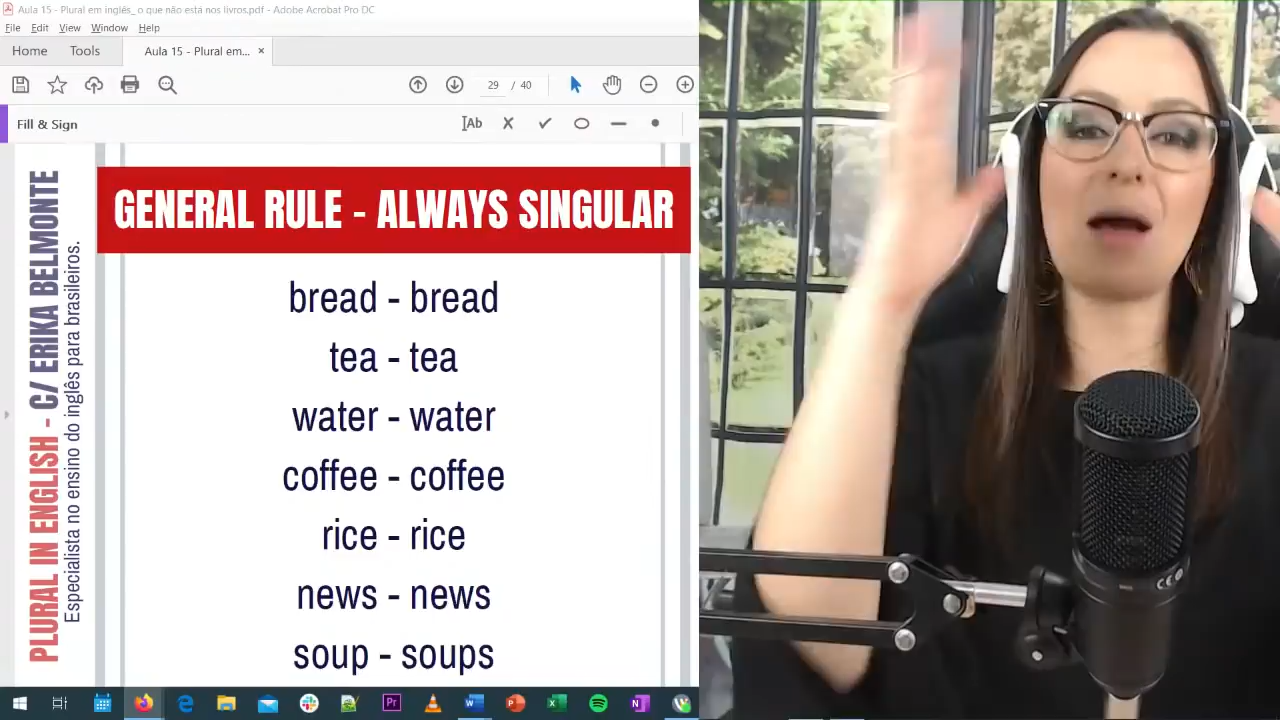 Aula 15 - Plural em inglês_ o que não está nos livros.pdf - Adobe Acrobat Pro DC
File Edit View Window Help
Home Tools Aula 15 - Plural em... ×
29 / 40
Fill & Sign
IAb
PLURAL IN ENGLISH - C/ ERIKA BELMONTE
Especialista no ensino do inglês para brasileiros.
GENERAL RULE - ALWAYS SINGULAR
bread - bread
tea - tea
water - water
coffee - coffee
rice - rice
news - news
soup - soups